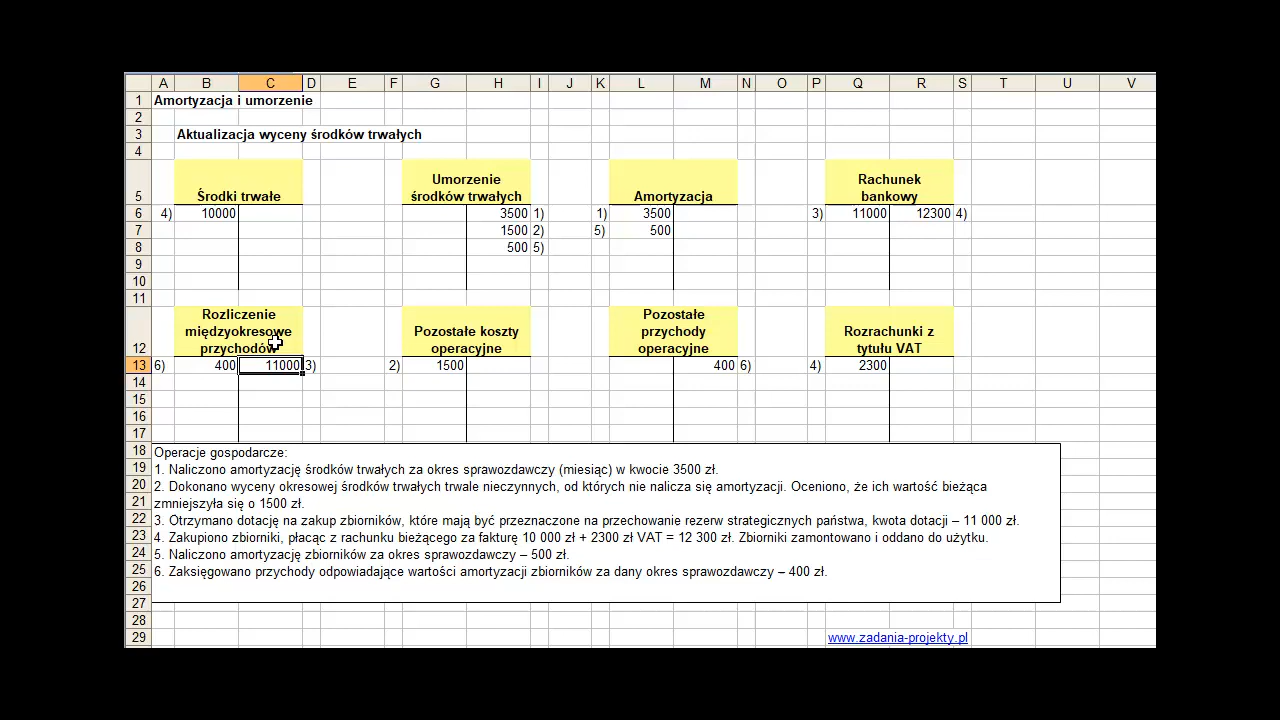 A B C D E F G H I J K L M N O P Q R S T U V
1 Amortyzacja i umorzenie
2
3 Aktualizacja wyceny środków trwałych
4
Umorzenie Rachunek
5 Środki trwałe środków trwałych Amortyzacja bankowy
6 4) 10000 3500 1) 1) 3500 3) 11000 12300 4)
7 1500 2) 5) 500
8 500 5)
9
10
11
Rozliczenie Pozostałe
międzyokresowe Pozostałe koszty przychody Rozrachunki z
12 przychodów operacyjne operacyjne tytułu VAT
13 6) 400 11000 3) 2) 1500 400 6) 4) 2300
14
15
16
17
18 Operacje gospodarcze:
19 1. Naliczono amortyzację środków trwałych za okres sprawozdawczy (miesiąc) w kwocie 3500 zł.
20 2. Dokonano wyceny okresowej środków trwałych trwale nieczynnych, od których nie nalicza się amortyzacji. Oceniono, że ich wartość bieżąca
21 zmniejszyła się o 1500 zł.
22 3. Otrzymano dotację na zakup zbiorników, które mają być przeznaczone na przechowanie rezerw strategicznych państwa, kwota dotacji – 11 000 zł.
23 4. Zakupiono zbiorniki, płacąc z rachunku bieżącego za fakturę 10 000 zł + 2300 zł VAT = 12 300 zł. Zbiorniki zamontowano i oddano do użytku.
24 5. Naliczono amortyzację zbiorników za okres sprawozdawczy – 500 zł.
25 6. Zaksięgowano przychody odpowiadające wartości amortyzacji zbiorników za dany okres sprawozdawczy – 400 zł.
26
27
28
29 www.zadania-projekty.pl